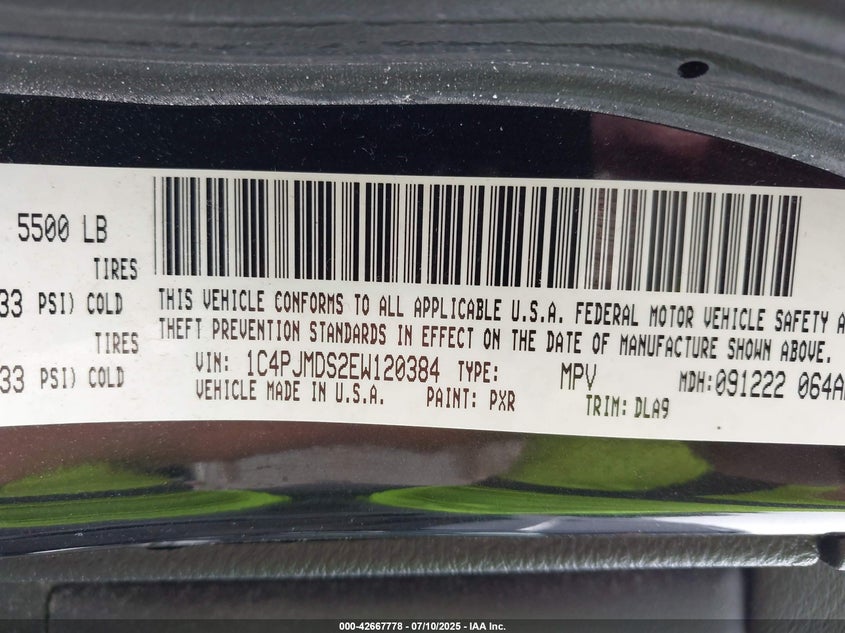 5500 LB
TIRES
33 PSI) COLD
TIRES
33 PSI) COLD
THIS VEHICLE CONFORMS TO ALL APPLICABLE U.S.A. FEDERAL MOTOR VEHICLE SAFETY
THEFT PREVENTION STANDARDS IN EFFECT ON THE DATE OF MANUFACTURE SHOWN ABOVE.
VIN: 1C4PJMDS2EW120384 TYPE: MPV MDH:091222 064
VEHICLE MADE IN U.S.A. PAINT: PXR TRIM: DLA9
000-42667778 - 07/10/2025 - IAA Inc.